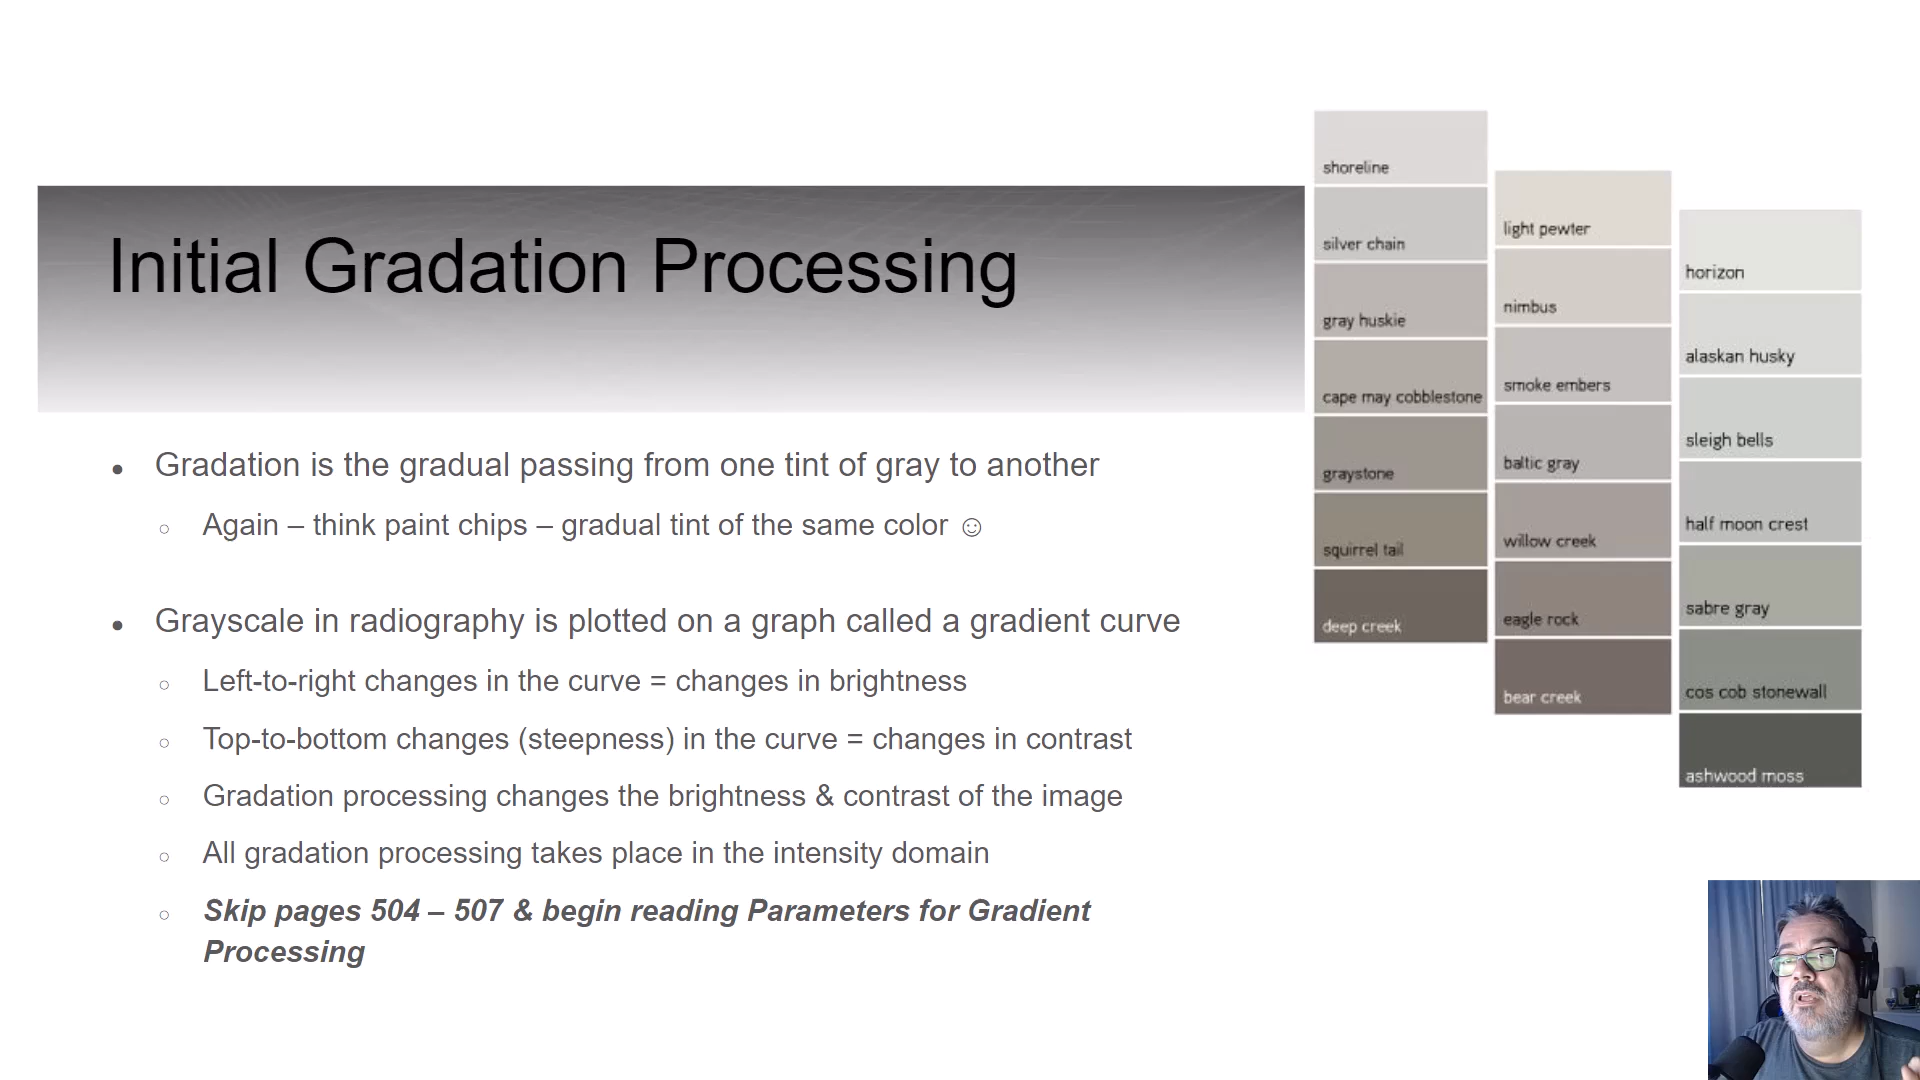 Initial Gradation Processing
Gradation is the gradual passing from one tint of gray to another
Again – think paint chips – gradual tint of the same color ☺
Grayscale in radiography is plotted on a graph called a gradient curve
Left-to-right changes in the curve = changes in brightness
Top-to-bottom changes (steepness) in the curve = changes in contrast
Gradation processing changes the brightness & contrast of the image
All gradation processing takes place in the intensity domain
Skip pages 504 – 507 & begin reading Parameters for Gradient
Processing
shoreline
silver chain
gray huskie
cape may cobblestone
graystone
squirrel tail
deep creek
light pewter
nimbus
smoke embers
baltic gray
willow creek
eagle rock
bear creek
horizon
alaskan husky
sleigh bells
half moon crest
sabre gray
cos cob stonewall
ashwood moss